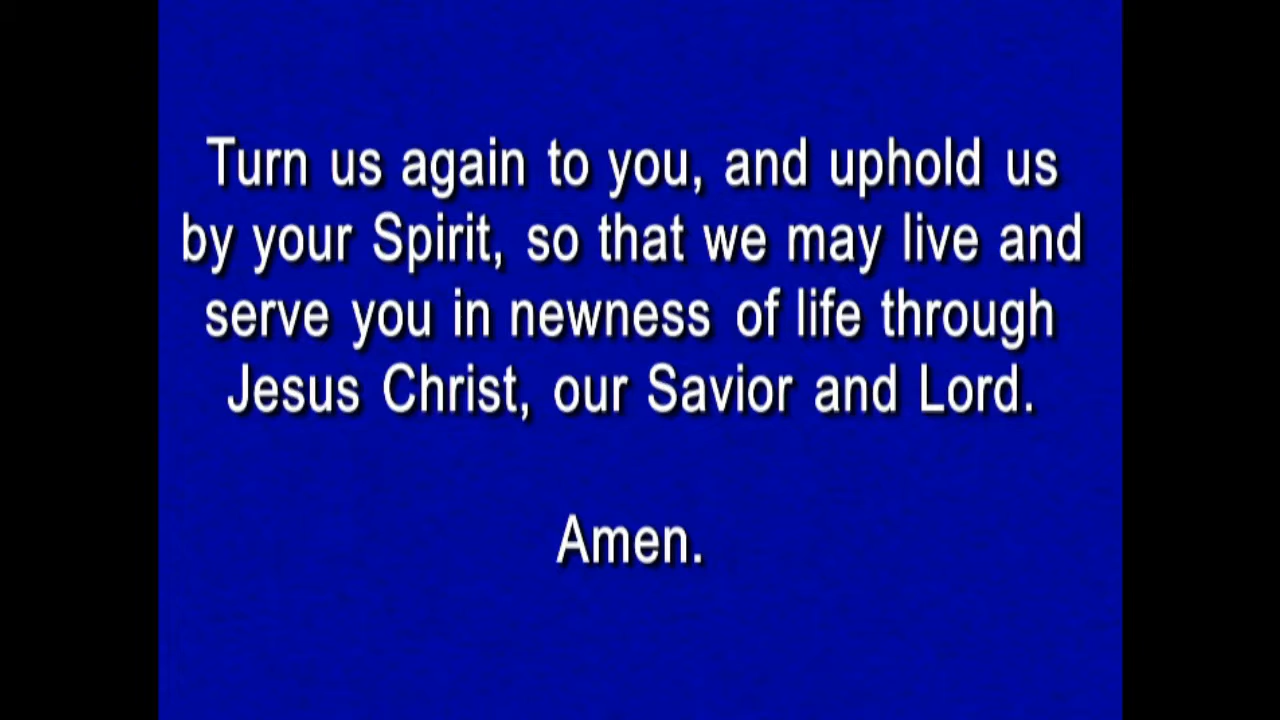 Turn us again to you, and uphold us
by your Spirit, so that we may live and
serve you in newness of life through
Jesus Christ, our Savior and Lord.
Amen.